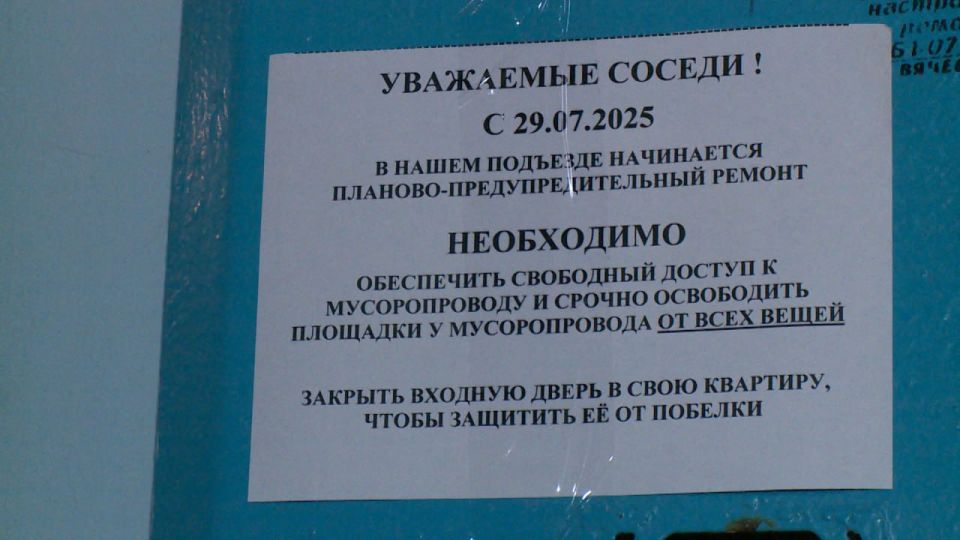 УВАЖАЕМЫЕ СОСЕДИ !
С 29.07.2025
В НАШЕМ ПОДЪЕЗДЕ НАЧИНАЕТСЯ
ПЛАНОВО-ПРЕДУПРЕДИТЕЛЬНЫЙ РЕМОНТ
НЕОБХОДИМО
ОБЕСПЕЧИТЬ СВОБОДНЫЙ ДОСТУП К
МУСОРОПРОВОДУ И СРОЧНО ОСВОБОДИТЬ
ПЛОЩАДКИ У МУСОРОПРОВОДА ОТ ВСЕХ ВЕЩЕЙ
ЗАКРЫТЬ ВХОДНУЮ ДВЕРЬ В СВОЮ КВАРТИРУ,
ЧТОБЫ ЗАЩИТИТЬ ЕЁ ОТ ПОБЕЛКИ